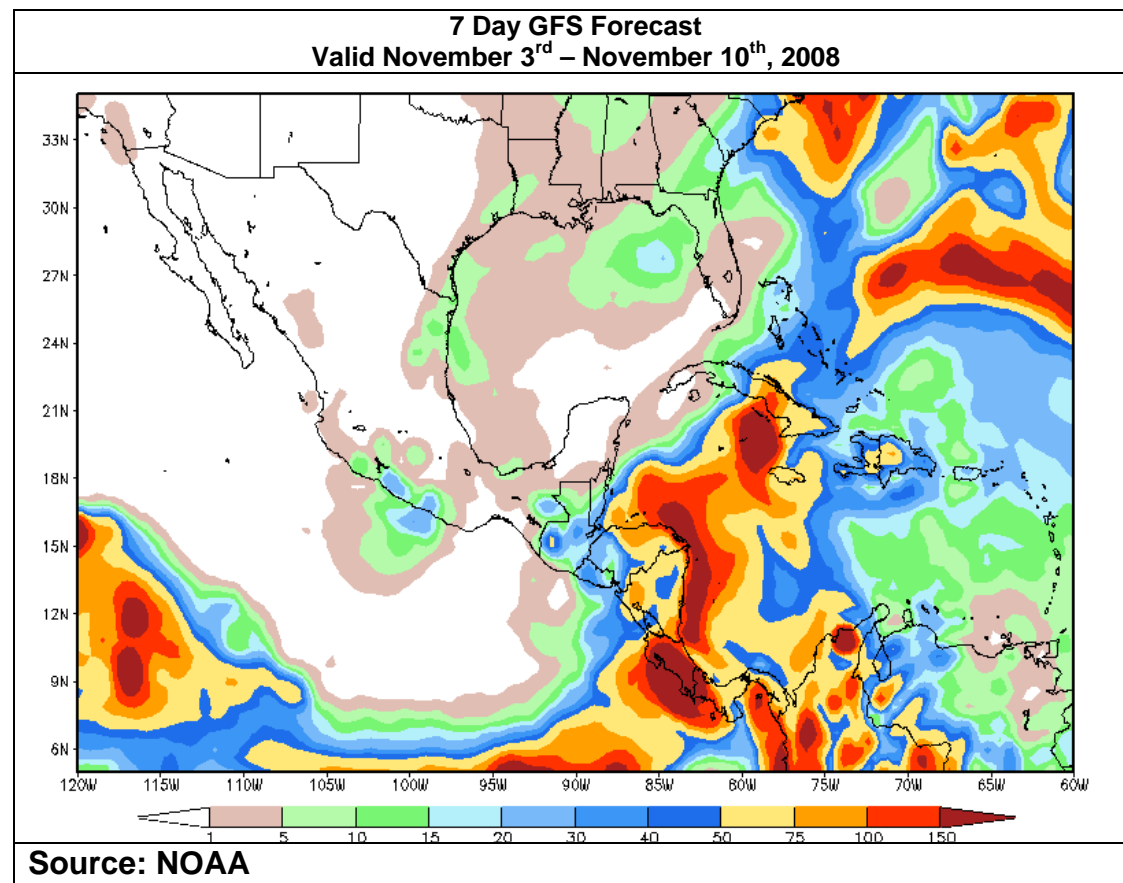 7 Day GFS Forecast
Valid November 3rd – November 10th, 2008
33N
30N
27N
24N
21N
18N
15N
12N
9N
6N
120W 115W 110W 105W 100W 95W 90W 85W 80W 75W 70W 65W 60W
1 5 10 15 20 30 40 50 75 100 150
Source: NOAA